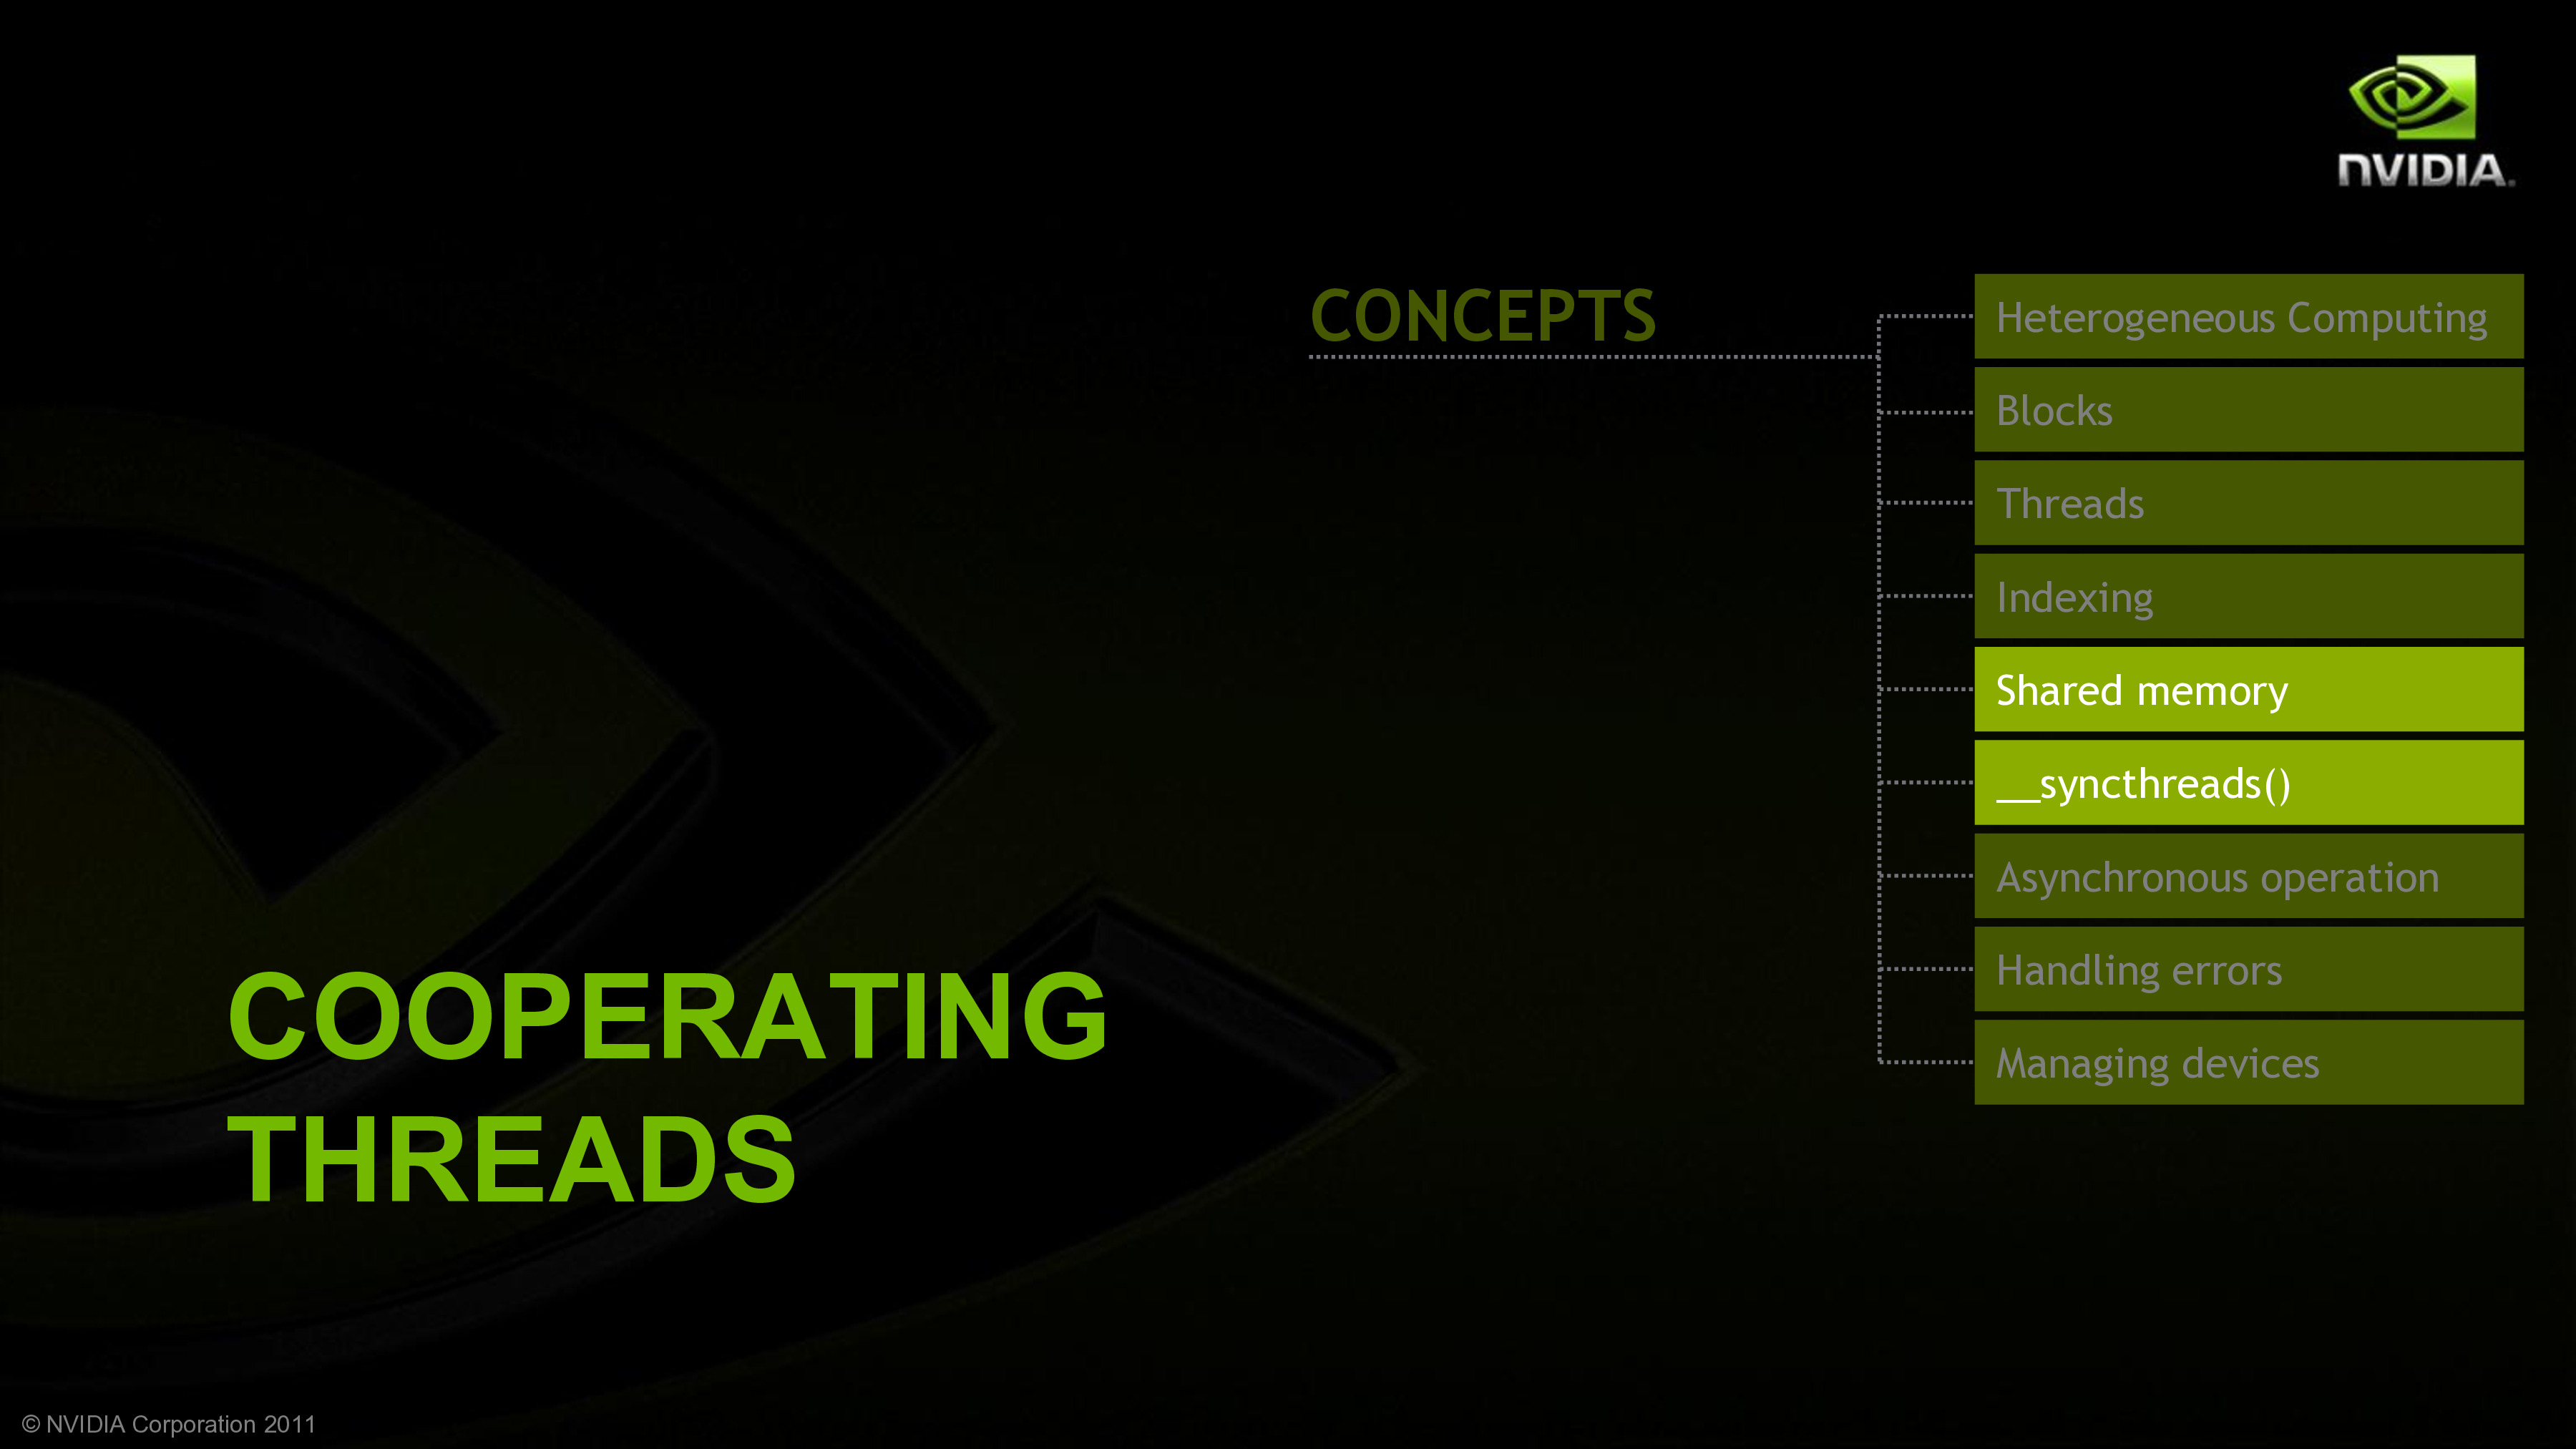 NVIDIA.
CONCEPTS
Heterogeneous Computing
Blocks
Threads
Indexing
Shared memory
__syncthreads()
Asynchronous operation
Handling errors
Managing devices
COOPERATING
THREADS
© NVIDIA Corporation 2011